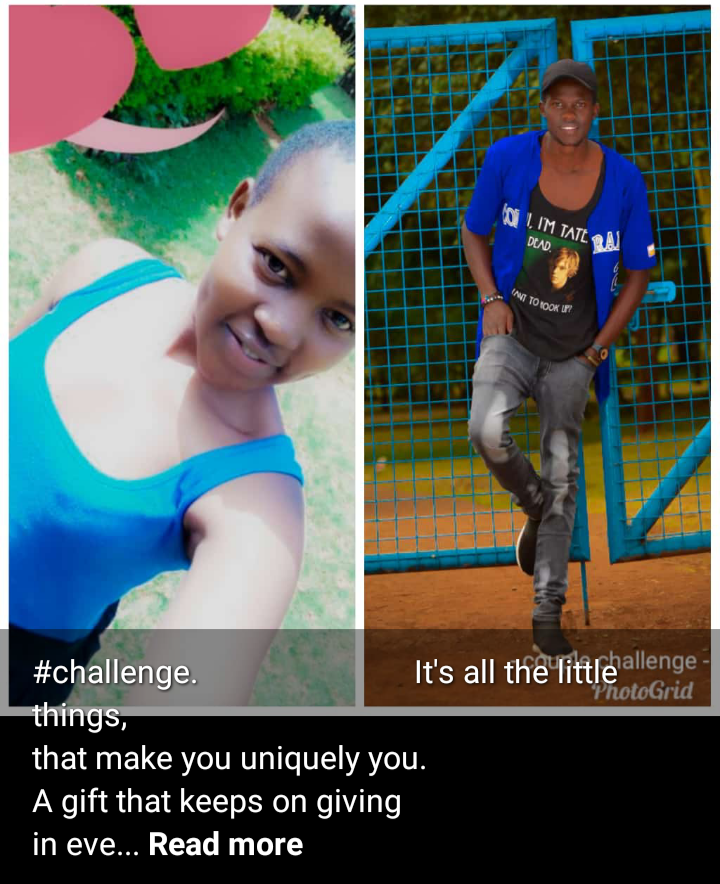 I, I'M TATE
DEAD,
WANT TO HOOK UP?
couple challenge -
PhotoGrid
#challenge. It's all the little
things,
that make you uniquely you.
A gift that keeps on giving
in eve... Read more